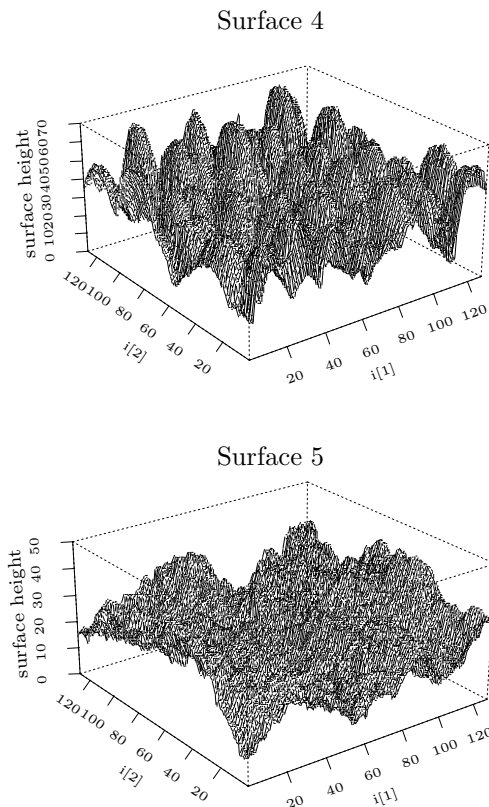 Surface 4
surface height
0 10 20 30 40 50 60 70
120 100 80 60 40 20
i[2]
20 40 60 80 100 120
i[1]
Surface 5
surface height
0 10 20 30 40 50
120 100 80 60 40 20
i[2]
20 40 60 80 100 120
i[1]